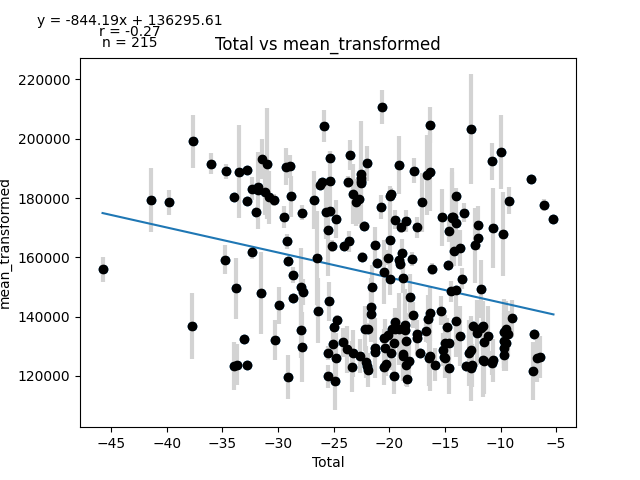 y = -844.19x + 136295.61
r = -0.27
n = 215
Total vs mean_transformed
220000
200000
180000
160000
140000
120000
mean_transformed
−45 −40 −35 −30 −25 −20 −15 −10 −5
Total